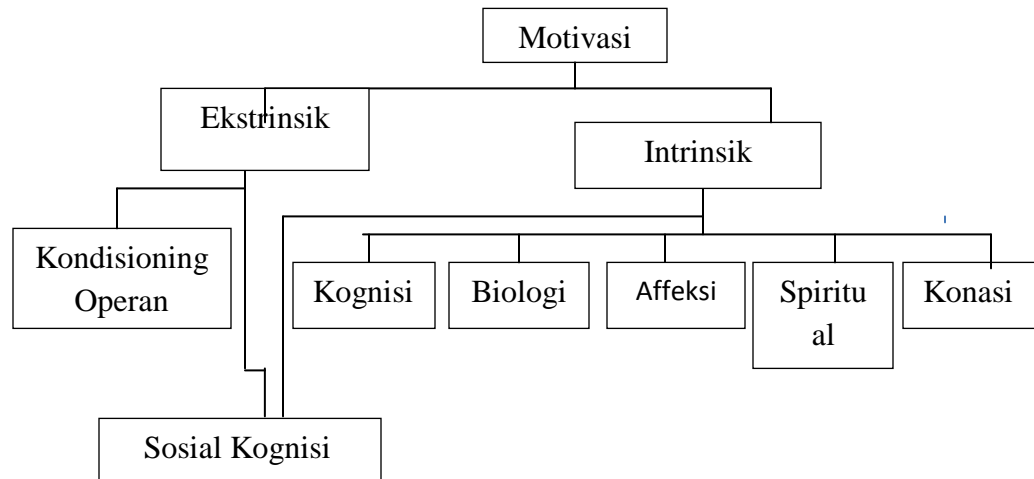 Motivasi
Ekstrinsik
Intrinsik
Kondisioning
Operan
Kognisi
Biologi
Affeksi
Spiritu
al
Konasi
Sosial Kognisi